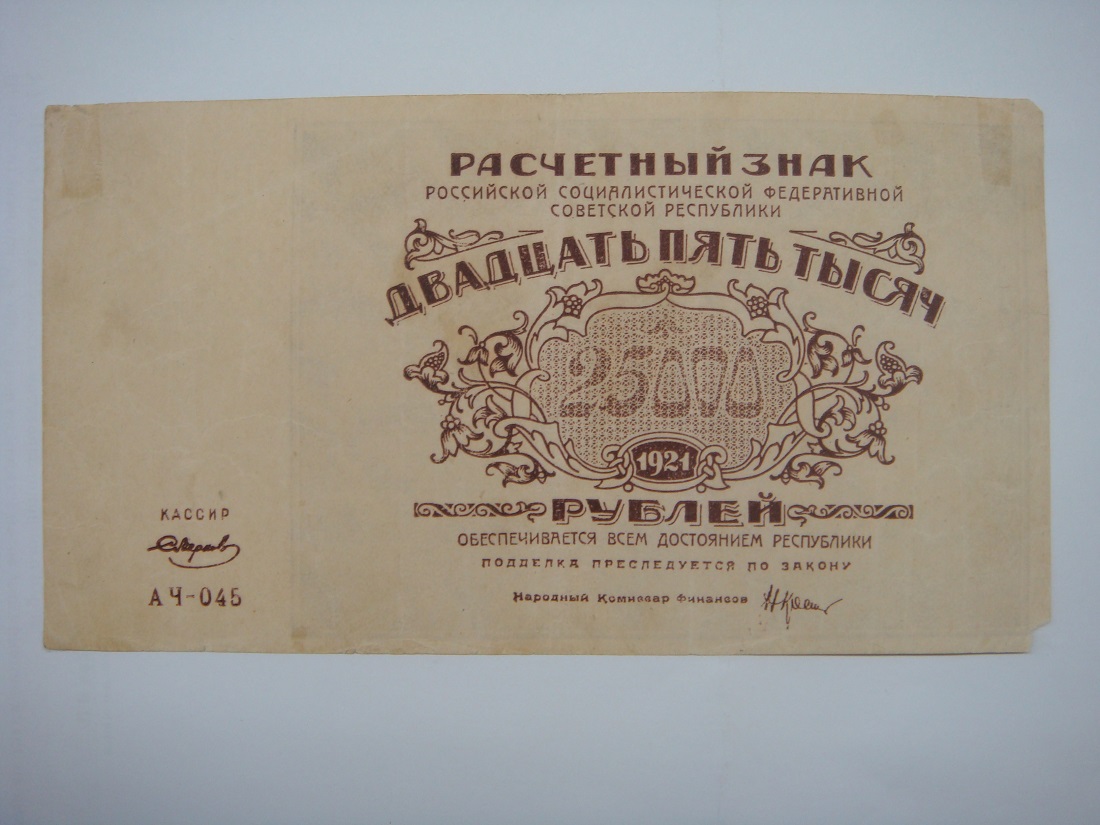 РАСЧЕТНЫЙ ЗНАК
РОССИЙСКОЙ СОЦИАЛИСТИЧЕСКОЙ ФЕДЕРАТИВНОЙ
СОВЕТСКОЙ РЕСПУБЛИКИ
ДВАДЦАТЬ ПЯТЬ ТЫСЯЧ
25000
1921
РУБЛЕЙ
ОБЕСПЕЧИВАЕТСЯ ВСЕМ ДОСТОЯНИЕМ РЕСПУБЛИКИ
ПОДДЕЛКА ПРЕСЛЕДУЕТСЯ ПО ЗАКОНУ
Народный Комиссар Финансов
КАССИР
АЧ-045